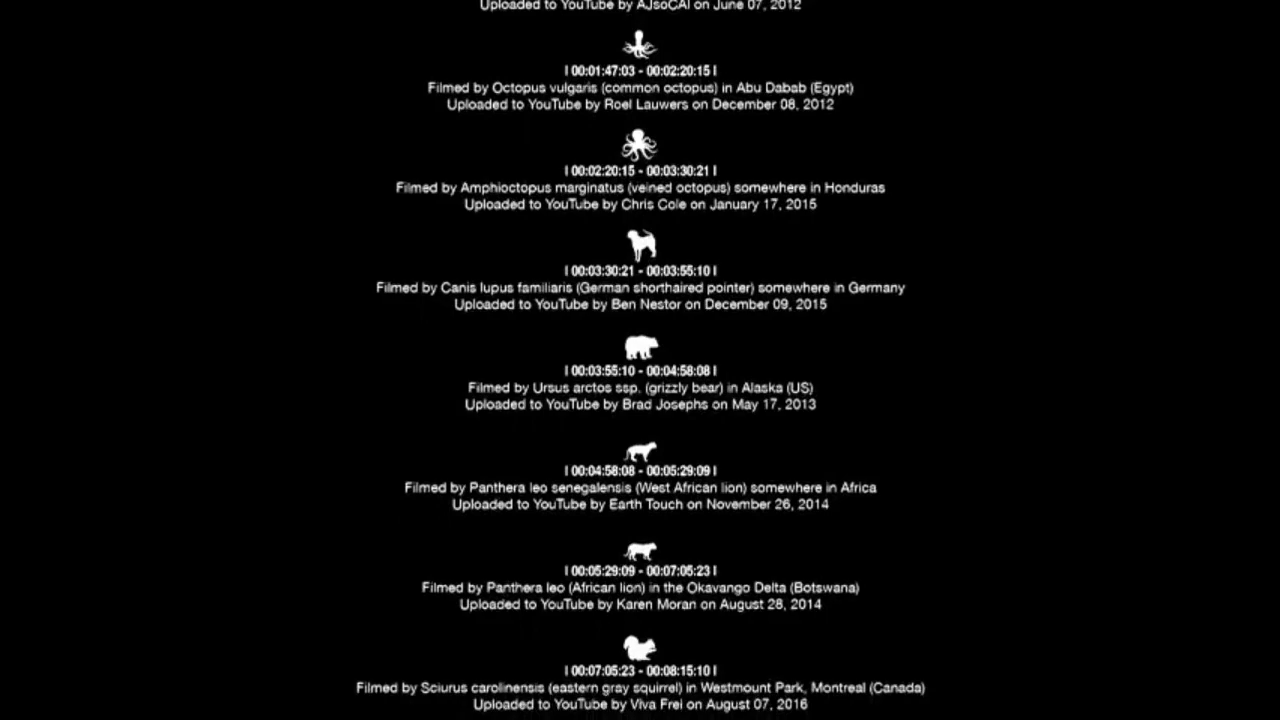 Uploaded to YouTube by AJsoCAl on June 07, 2012
| 00:01:47:03 - 00:02:20:15 |
Filmed by Octopus vulgaris (common octopus) in Abu Dabab (Egypt)
Uploaded to YouTube by Roel Lauwers on December 08, 2012
| 00:02:20:15 - 00:03:30:21 |
Filmed by Amphioctopus marginatus (veined octopus) somewhere in Honduras
Uploaded to YouTube by Chris Cole on January 17, 2015
| 00:03:30:21 - 00:03:55:10 |
Filmed by Canis lupus familiaris (German shorthaired pointer) somewhere in Germany
Uploaded to YouTube by Ben Nestor on December 09, 2015
| 00:03:55:10 - 00:04:58:08 |
Filmed by Ursus arctos ssp. (grizzly bear) in Alaska (US)
Uploaded to YouTube by Brad Josephs on May 17, 2013
| 00:04:58:08 - 00:05:29:09 |
Filmed by Panthera leo senegalensis (West African lion) somewhere in Africa
Uploaded to YouTube by Earth Touch on November 26, 2014
| 00:05:29:09 - 00:07:05:23 |
Filmed by Panthera leo (African lion) in the Okavango Delta (Botswana)
Uploaded to YouTube by Karen Moran on August 28, 2014
| 00:07:05:23 - 00:08:15:10 |
Filmed by Sciurus carolinensis (eastern gray squirrel) in Westmount Park, Montreal (Canada)
Uploaded to YouTube by Viva Frei on August 07, 2016